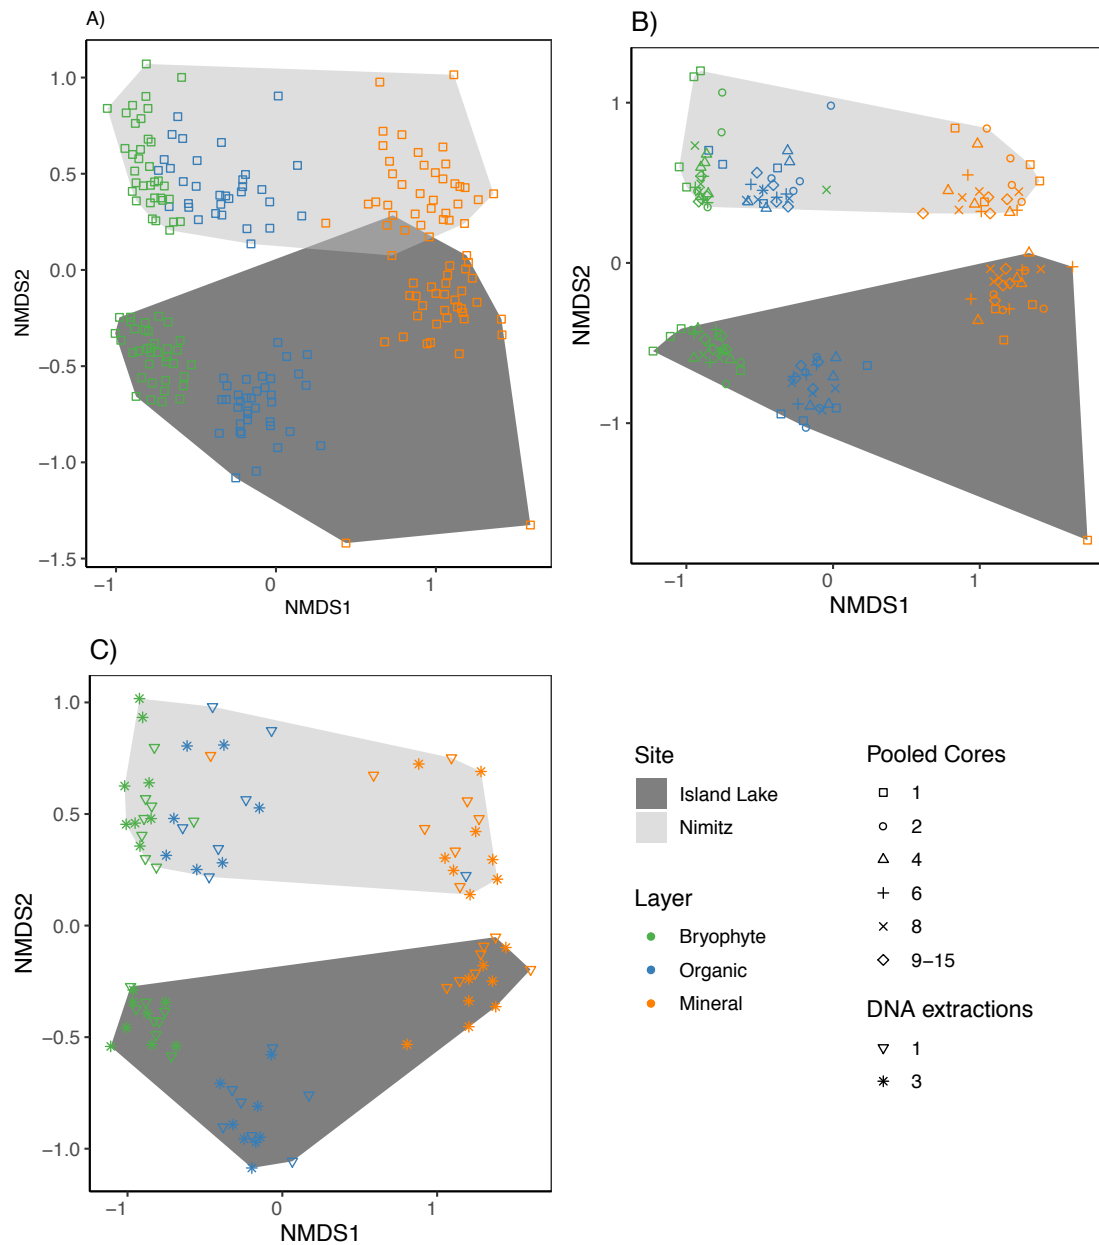 A)
1.0
0.5
0.0
−0.5
−1.0
−1.5
NMDS2
−1
0
1
NMDS1
B)
1
0
−1
NMDS2
−1
0
1
NMDS1
C)
1.0
0.5
0.0
−0.5
−1.0
NMDS2
−1
0
1
NMDS1
Site
Island Lake
Nimitz
Layer
Bryophyte
Organic
Mineral
Pooled Cores
1
2
4
6
8
9−15
DNA extractions
1
3